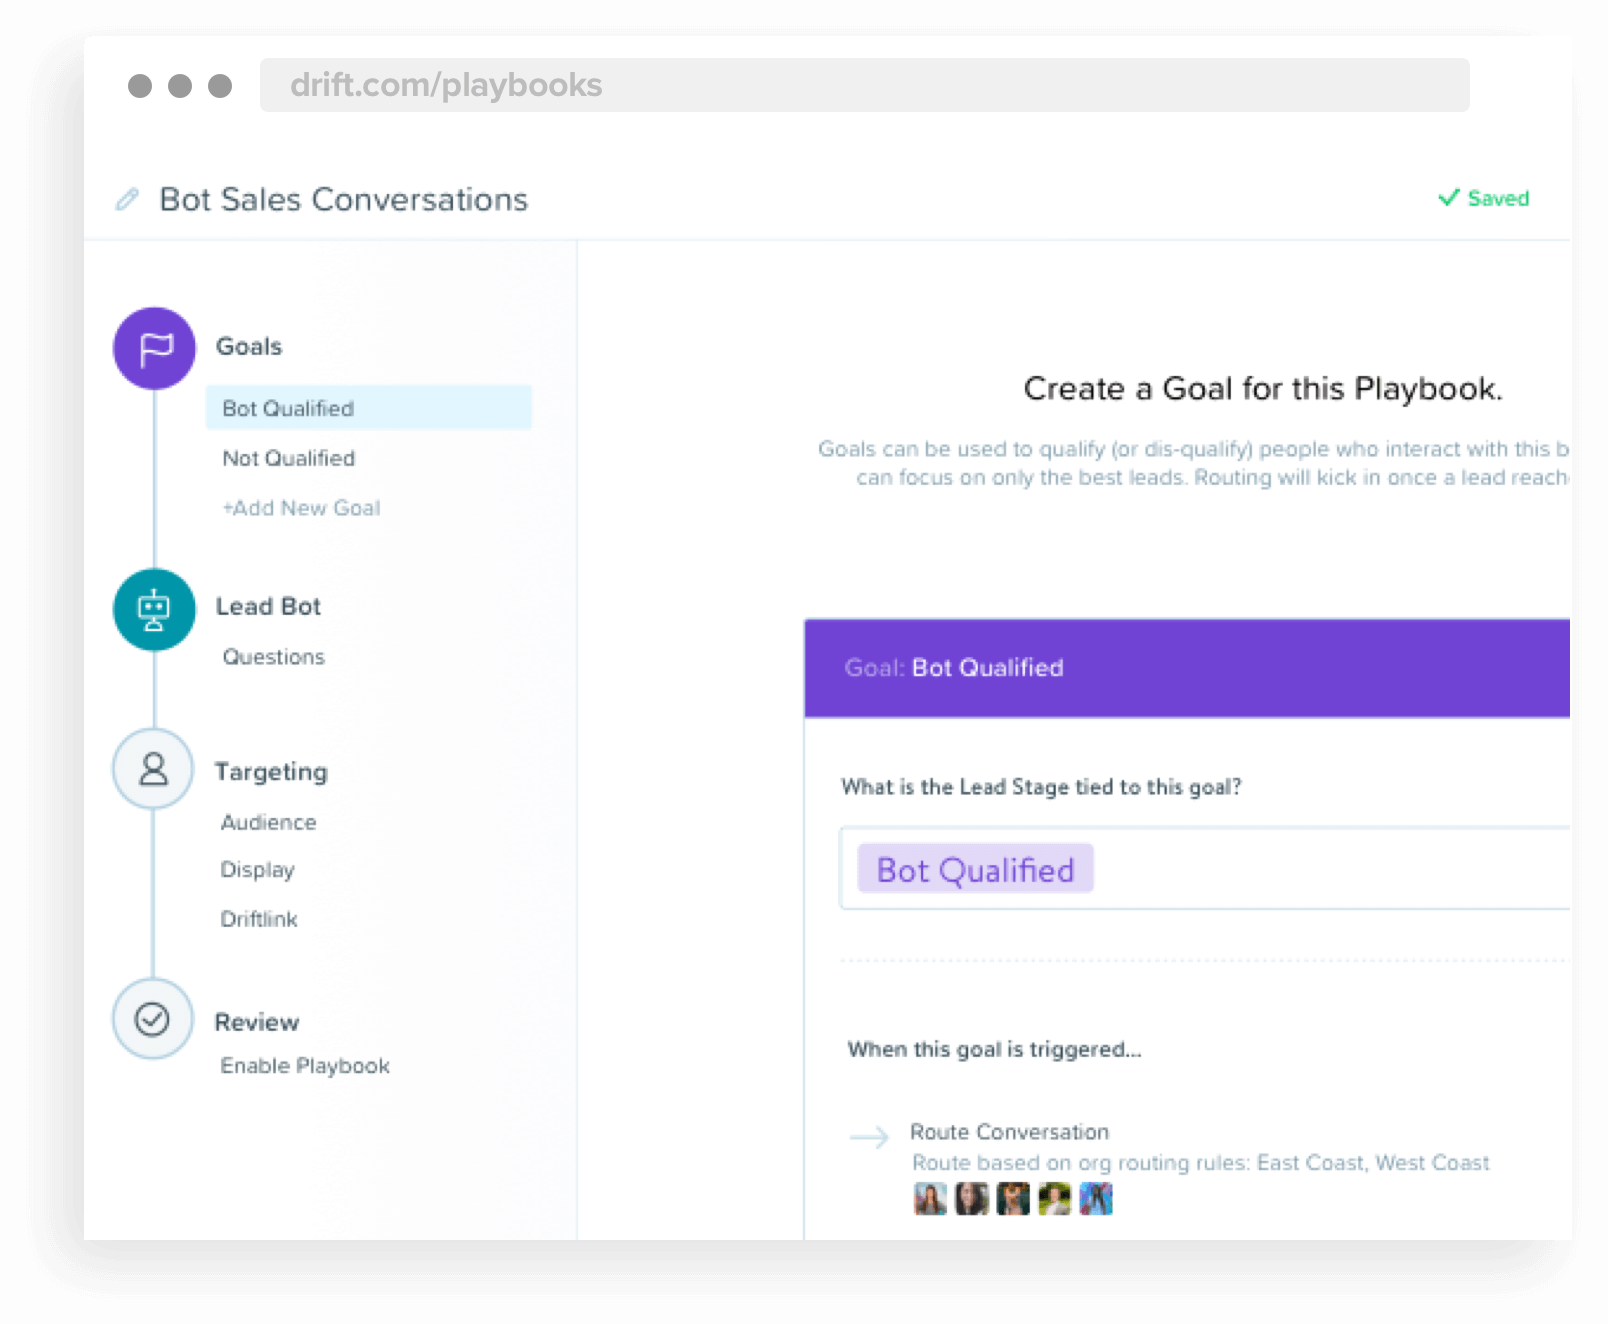 drift.com/playbooks
Bot Sales Conversations
Saved
Goals
Bot Qualified
Not Qualified
+Add New Goal
Lead Bot
Questions
Targeting
Audience
Display
Driftlink
Review
Enable Playbook
Create a Goal for this Playbook.
Goals can be used to qualify (or dis-qualify) people who interact with this b
can focus on only the best leads. Routing will kick in once a lead reach
Goal: Bot Qualified
What is the Lead Stage tied to this goal?
Bot Qualified
When this goal is triggered...
Route Conversation
Route based on org routing rules: East Coast, West Coast